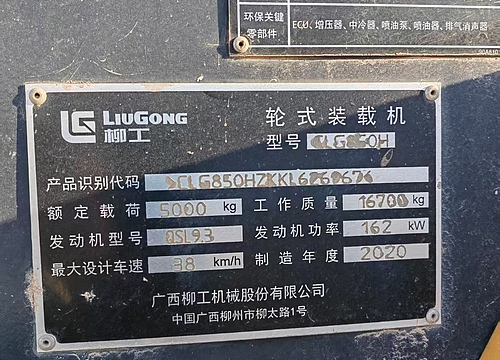 环保关键零部件
ECU、增压器、中冷器、喷油泵、喷油器、排气消声器
LIUGONG
柳工
轮式装载机
型号 CLG850H
产品识别代码
额定载荷 5000 kg 工作质量 16700 kg
发动机型号 QSL9.3 发动机功率 162 kW
最大设计车速 38 km/h 制造年度 2020
广西柳工机械股份有限公司
中国广西柳州市柳太路1号